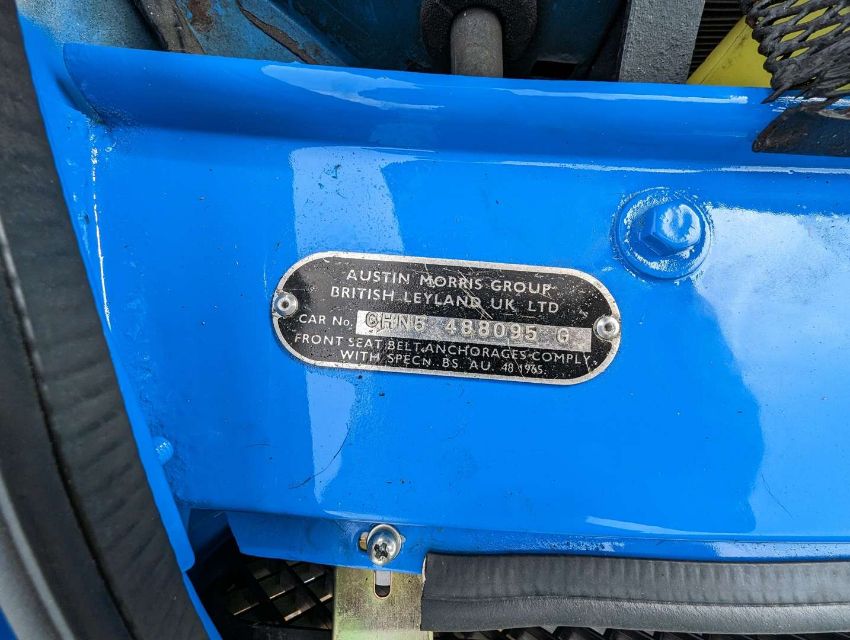 AUSTIN MORRIS GROUP
BRITISH LEYLAND UK LTD
CAR No. GHN5 488095 G
FRONT SEAT BELT ANCHORAGES COMPLY
WITH SPECN. BS. AU. 48.1965.